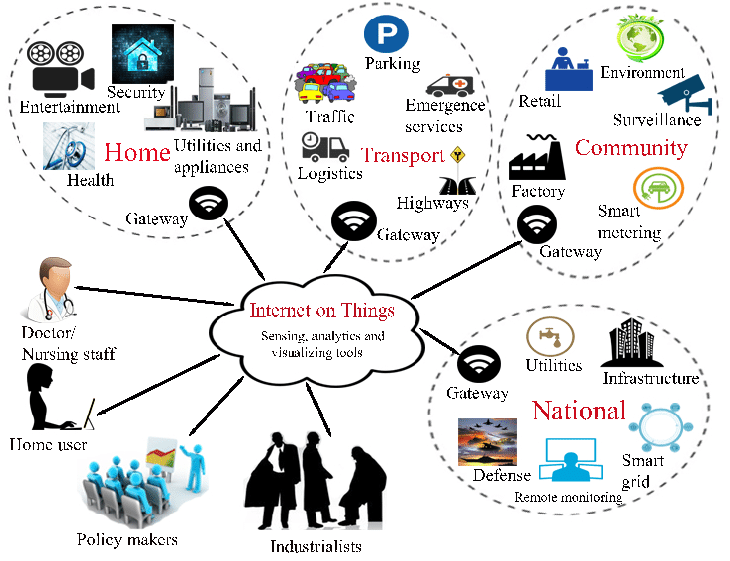 Entertainment
Security
Utilities and
appliances
Home
Health
Gateway
P
Parking
Traffic
Emergence
services
Logistics
Transport
Highways
Gateway
Environment
Retail
Surveillance
Community
Factory
Smart
metering
Gateway
Internet on Things
Sensing, analytics and
visualizing tools
Doctor/
Nursing staff
Home user
Policy makers
Industrialists
Gateway
Utilities
Infrastructure
National
Defense
Remote monitoring
Smart
grid